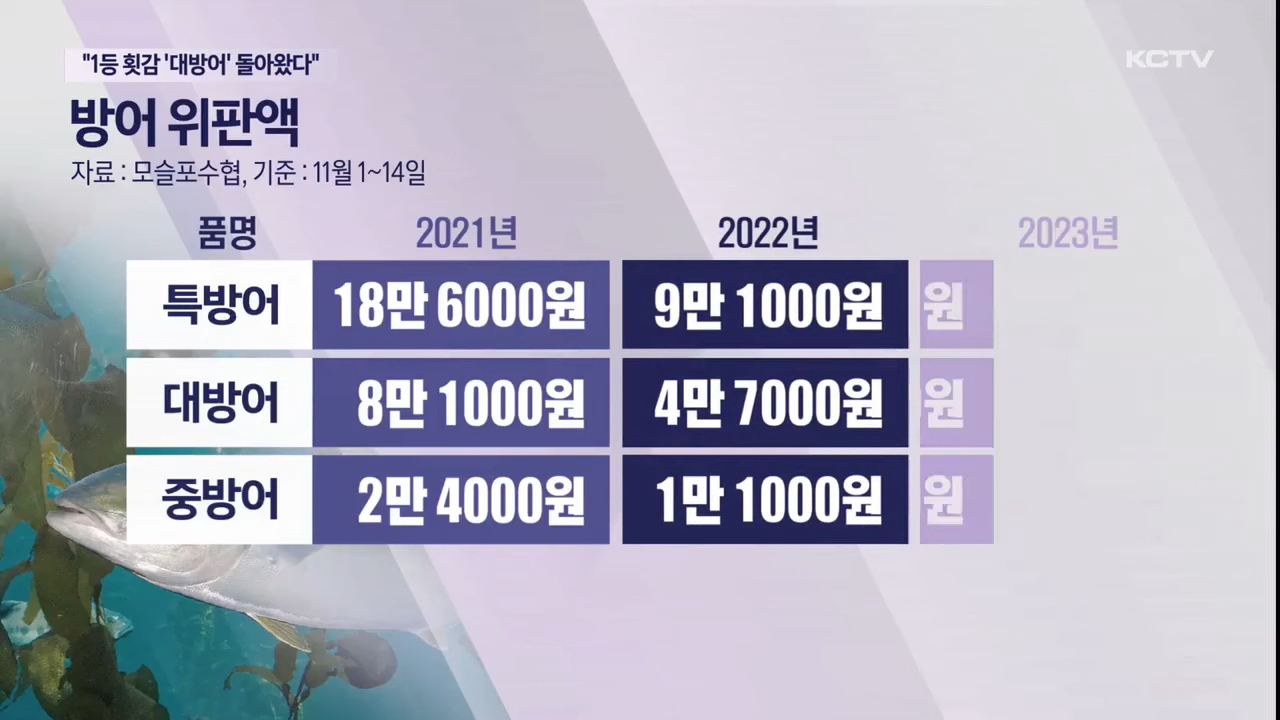 "1등 횟감 '대방어' 돌아왔다"
KCTV
방어 위판액
자료 : 모슬포수협, 기준 : 11월 1~14일
품명 2021년 2022년 2023년
특방어 18만 6000원 9만 1000원 원
대방어 8만 1000원 4만 7000원 원
중방어 2만 4000원 1만 1000원 원